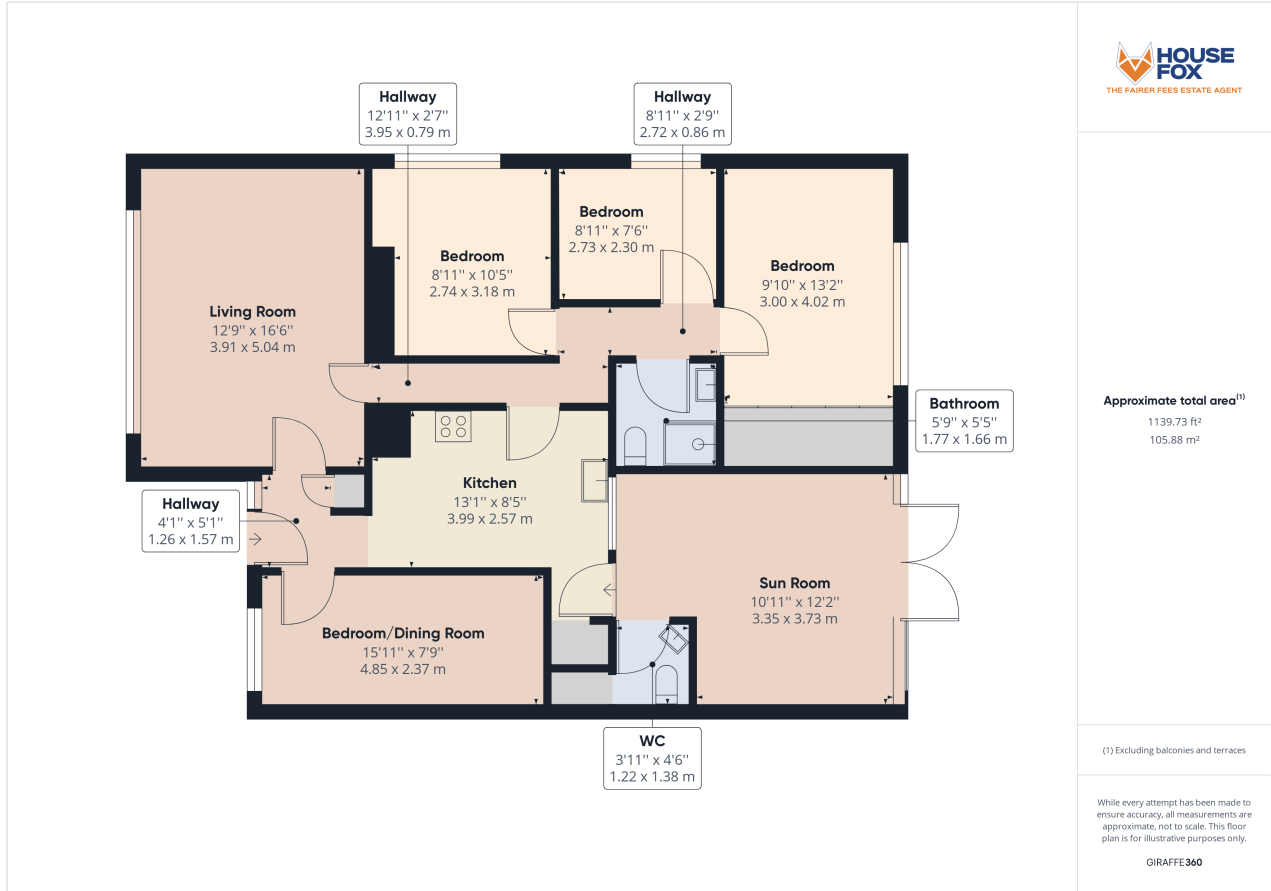 HOUSE
FOX
THE FAIRER FEES ESTATE AGENT
Hallway
12'11'' x 2'7''
3.95 x 0.79 m
Hallway
8'11'' x 2'9''
2.72 x 0.86 m
Living Room
12'9'' x 16'6''
3.91 x 5.04 m
Bedroom
8'11'' x 10'5''
2.74 x 3.18 m
Bedroom
8'11'' x 7'6''
2.73 x 2.30 m
Bedroom
9'10'' x 13'2''
3.00 x 4.02 m
Bathroom
5'9'' x 5'5''
1.77 x 1.66 m
Kitchen
13'1'' x 8'5''
3.99 x 2.57 m
Hallway
4'1'' x 5'1''
1.26 x 1.57 m
Sun Room
10'11'' x 12'2''
3.35 x 3.73 m
Bedroom/Dining Room
15'11'' x 7'9''
4.85 x 2.37 m
WC
3'11'' x 4'6''
1.22 x 1.38 m
Approximate total area(1)
1139.73 ft²
105.88 m²
(1) Excluding balconies and terraces
While every attempt has been made to
ensure accuracy, all measurements are
approximate, not to scale. This floor
plan is for illustrative purposes only.
GIRAFFE360